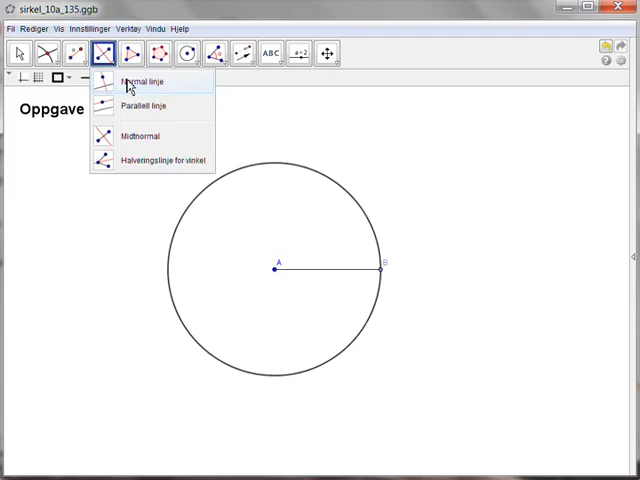 sirkel_10a_135.ggb
Fil Rediger Vis Innstillinger Verktøy Vindu Hjelp
ABC a=2
Normal linje
Parallell linje
Oppgave
Midtnormal
Halveringslinje for vinkel
A B